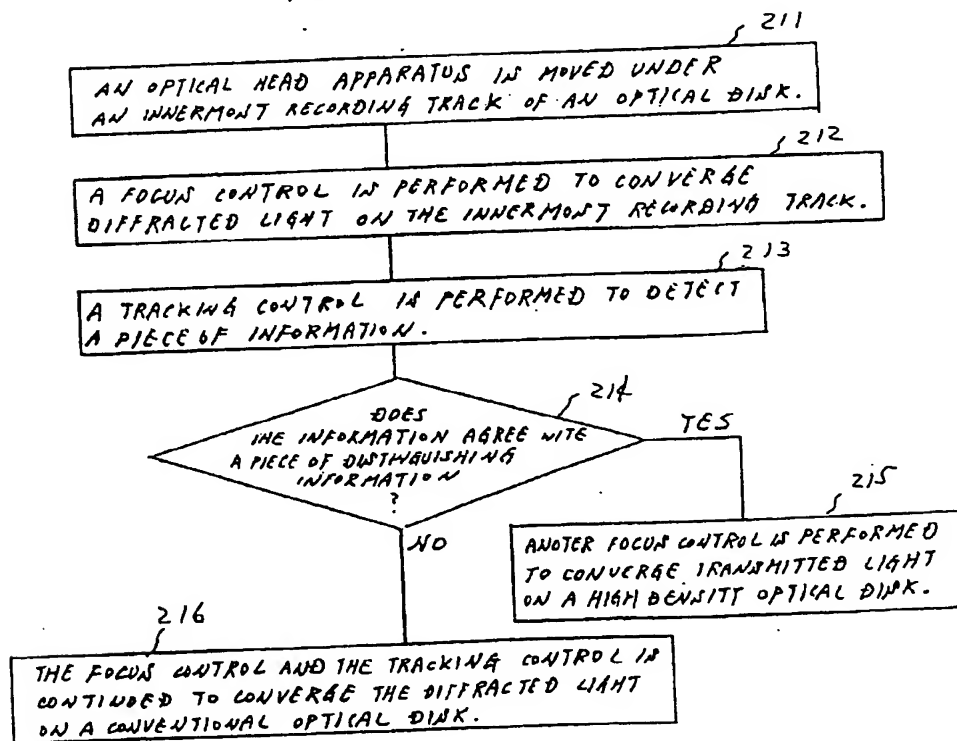 211
AN OPTICAL HEAD APPARATUS IS MOVED UNDER
AN INNERMOST RECORDING TRACK OF AN OPTICAL DISK.
212
A FOCUS CONTROL IS PERFORMED TO CONVERGE
DIFFRACTED LIGHT ON THE INNERMOST RECORDING TRACK.
213
A TRACKING CONTROL IS PERFORMED TO DETECT
A PIECE OF INFORMATION.
214
DOES
THE INFORMATION AGREE WITE
A PIECE OF DISTINGUISHING
INFORMATION
?
YES
215
ANOTER FOCUS CONTROL IS PERFORMED
TO CONVERGE TRANSMITTED LIGHT
ON A HIGH DENSITT OPTICAL DISK.
NO
216
THE FOCUS CONTROL AND THE TRACKING CONTROL IS
CONTINUED TO CONVERGE THE DIFFRACTED LIGHT
ON A CONVENTIONAL OPTICAL DISK.